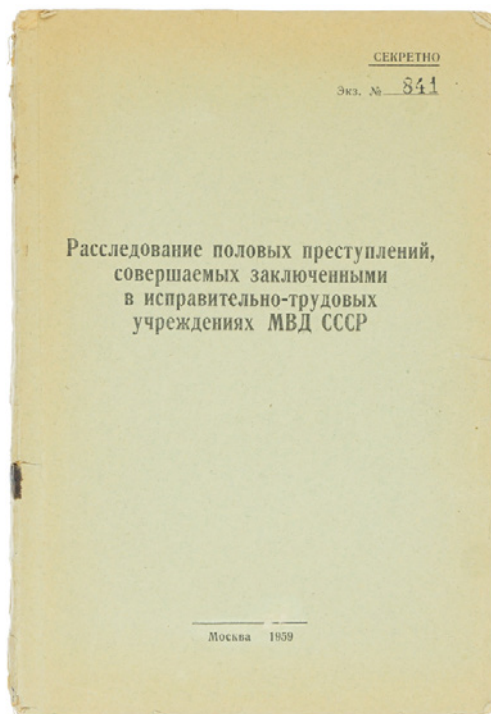 СЕКРЕТНО
Экз. № 841
Расследование половых преступлений,
совершаемых заключенными
в исправительно-трудовых
учреждениях МВД СССР
Москва 1959